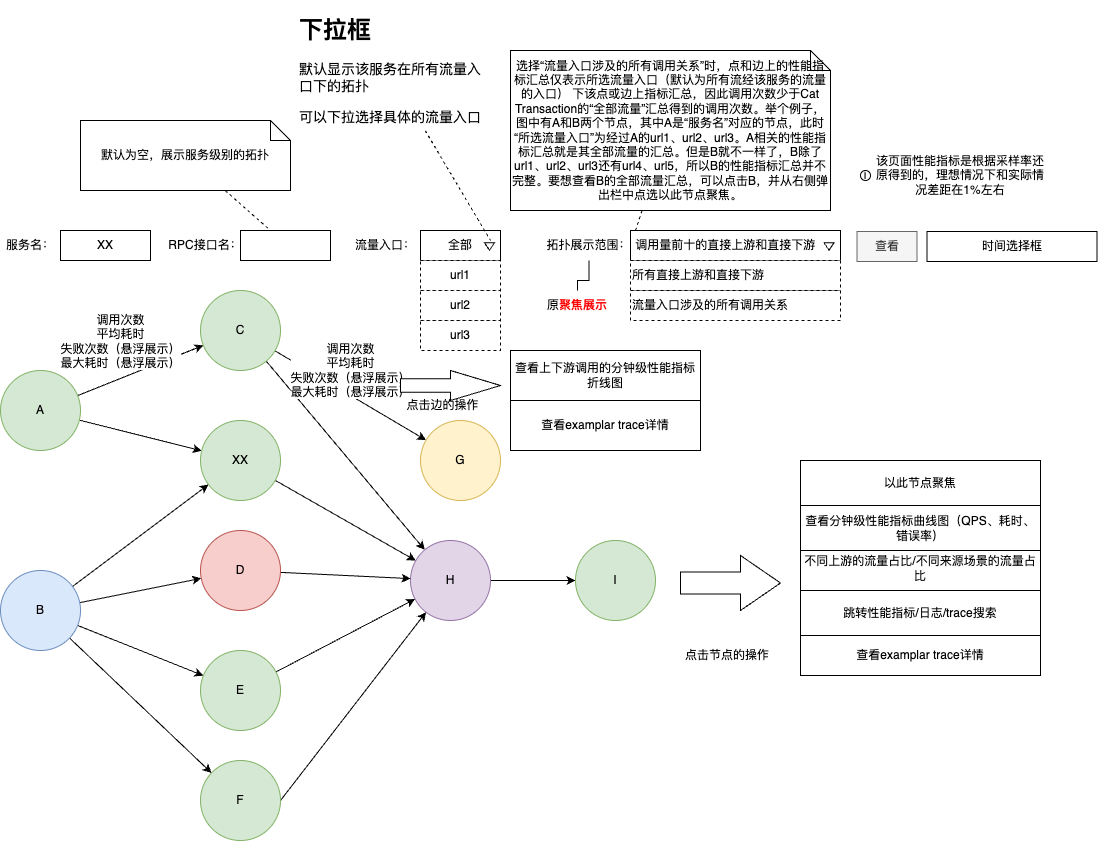 下拉框
默认显示该服务在所有流量入
口下的拓扑
可以下拉选择具体的流量入口
选择“流量入口涉及的所有调用关系”时，点和边上的性能指
标汇总仅表示所选流量入口（默认为所有流经该服务的流量
的入口） 下该点或边上指标汇总，因此调用次数少于Cat
Transaction的“全部流量”汇总得到的调用次数。举个例子，
图中有A和B两个节点，其中A是“服务名”对应的节点，此时
“所选流量入口”为经过A的url1、url2、url3。A相关的性能指
标汇总就是其全部流量的汇总。但是B就不一样了，B除了
url1、url2、url3还有url4、url5，所以B的性能指标汇总并不
完整。要想查看B的全部流量汇总，可以点击B，并从右侧弹
出栏中点选以此节点聚焦。
默认为空，展示服务级别的拓扑
该页面性能指标是根据采样率还
原得到的，理想情况下和实际情
况差距在1%左右
服务名：
XX
RPC接口名：
流量入口：
全部
url1
url2
url3
拓扑展示范围：
调用量前十的直接上游和直接下游
所有直接上游和直接下游
流量入口涉及的所有调用关系
原聚焦展示
查看
时间选择框
调用次数
平均耗时
失败次数（悬浮展示）
最大耗时（悬浮展示）
C
调用次数
平均耗时
失败次数（悬浮展示）
最大耗时（悬浮展示）
点击边的操作
查看上下游调用的分钟级性能指标
折线图
查看examplar trace详情
A
XX
G
D
B
H
I
E
F
点击节点的操作
以此节点聚焦
查看分钟级性能指标曲线图（QPS、耗时、
错误率）
不同上游的流量占比/不同来源场景的流量占
比
跳转性能指标/日志/trace搜索
查看examplar trace详情